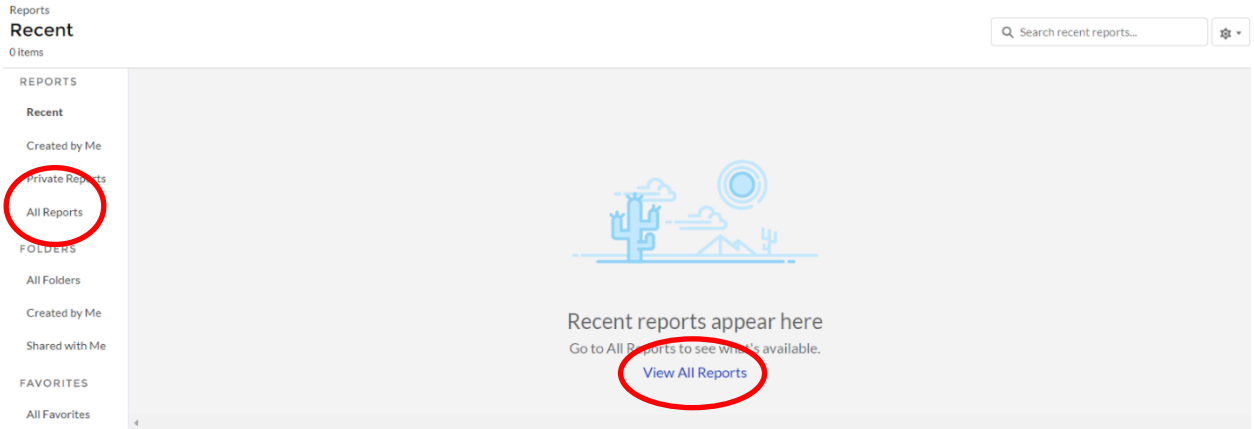 Reports
Recent
0 items
Search recent reports...
REPORTS
Recent
Created by Me
Private Reports
All Reports
FOLDERS
All Folders
Created by Me
Shared with Me
FAVORITES
All Favorites
Recent reports appear here
Go to All Reports to see what's available.
View All Reports